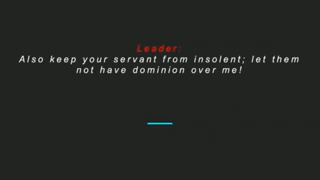 Leader:
Also keep your servant from insolent; let them
not have dominion over me!